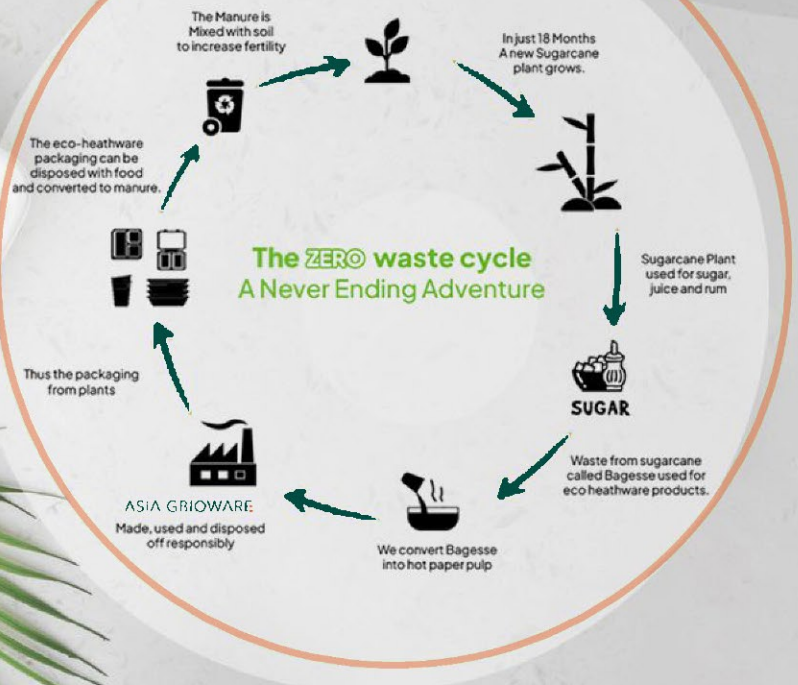 The Manure is
Mixed with soil
to increase fertility
In just 18 Months
A new Sugarcane
plant grows.
The eco-heathware
packaging can be
disposed with food
and converted to manure.
The ZERO waste cycle
A Never Ending Adventure
Sugarcane Plant
used for sugar,
juice and rum
SUGAR
Thus the packaging
from plants
Waste from sugarcane
called Bagesse used for
eco heathware products.
ASIA GBIOWARE
Made, used and disposed
off responsibly
We convert Bagesse
into hot paper pulp